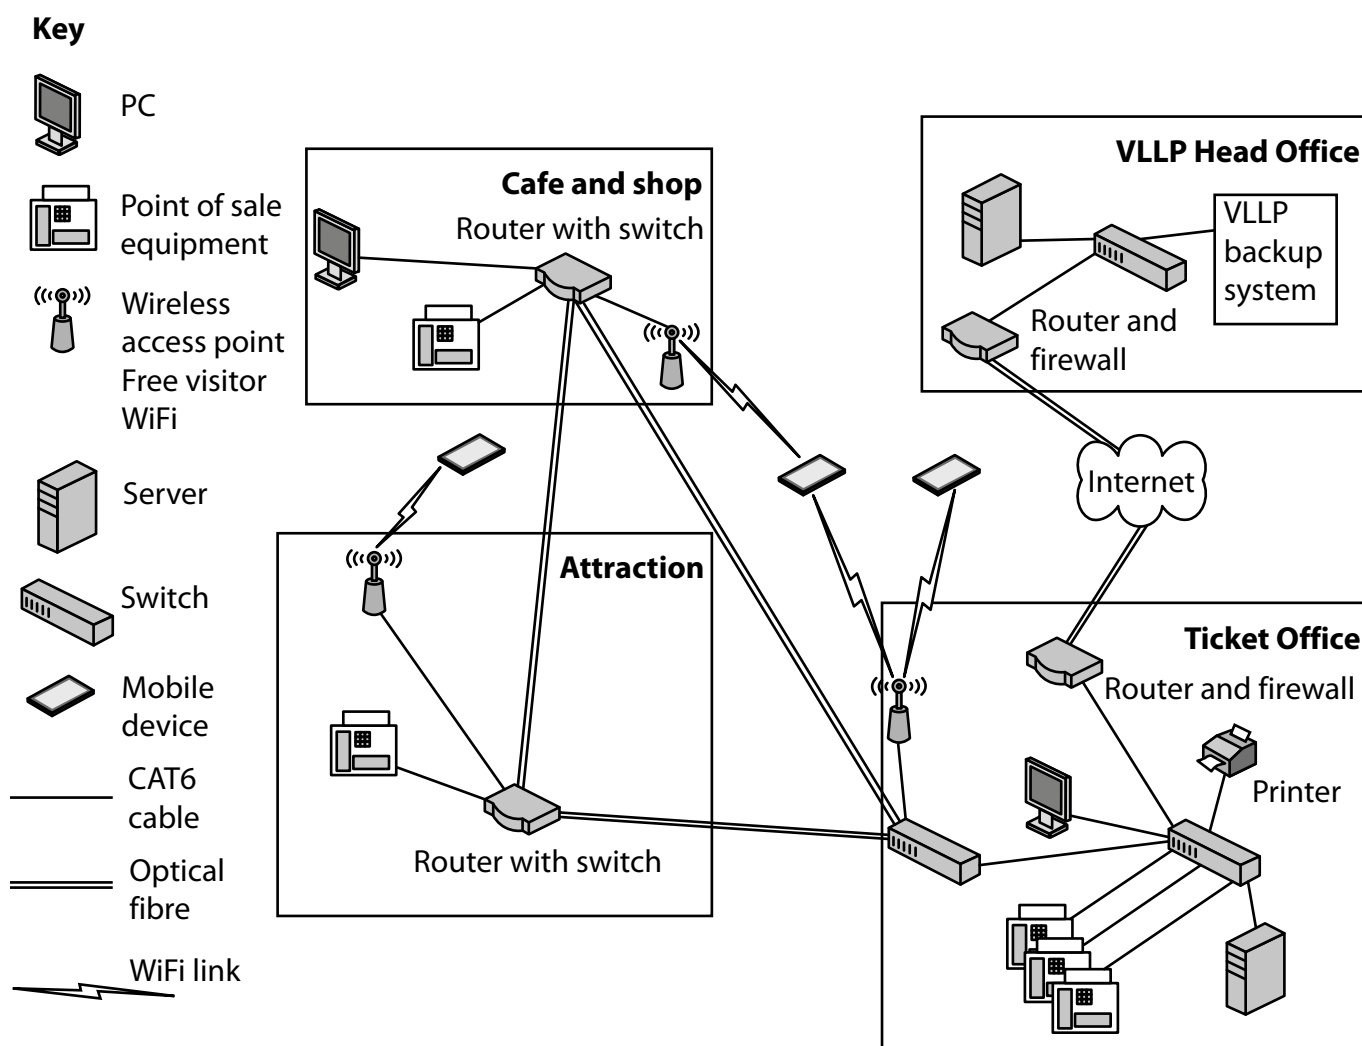 Key
PC
Point of sale
equipment
Wireless
access point
Free visitor
WiFi
Server
Switch
Mobile
device
CAT6
cable
Optical
fibre
WiFi link
Cafe and shop
Router with switch
VLLP Head Office
VLLP
backup
system
Router and
firewall
Internet
Attraction
Router with switch
Ticket Office
Router and firewall
Printer